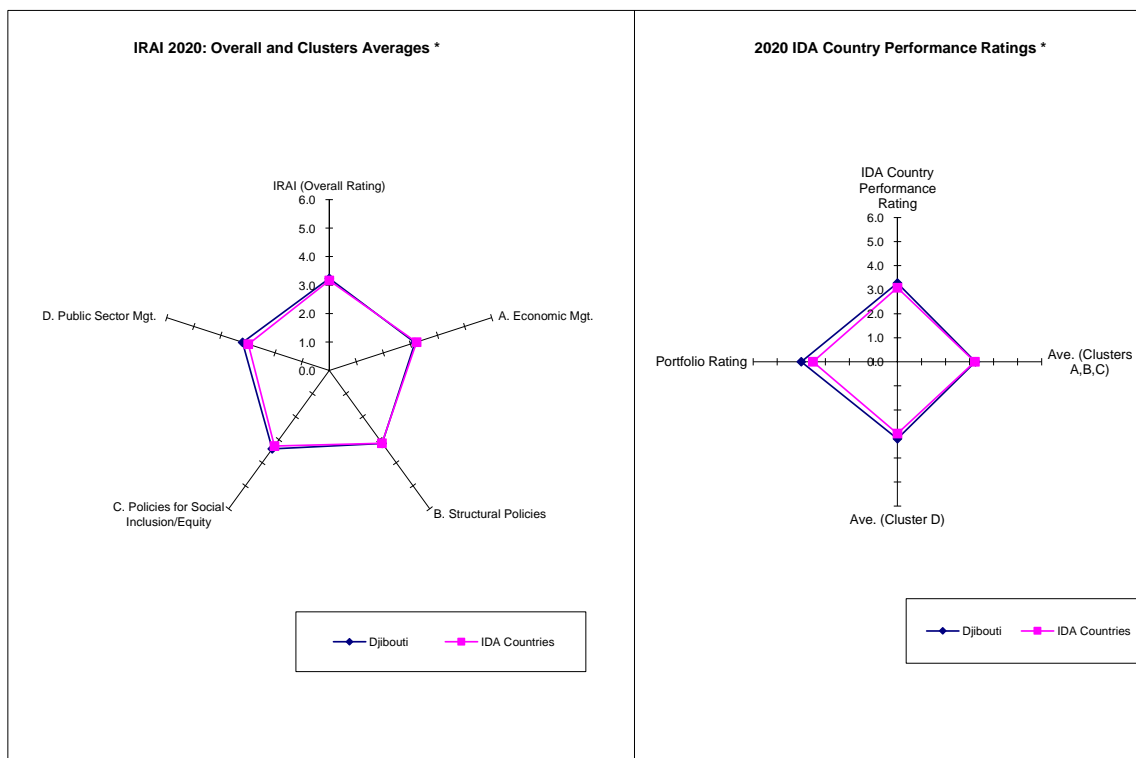 IRAI 2020: Overall and Clusters Averages *
IRAI (Overall Rating)
6.0
5.0
4.0
3.0
2.0
1.0
0.0
A. Economic Mgt.
B. Structural Policies
C. Policies for Social
Inclusion/Equity
D. Public Sector Mgt.
Djibouti
IDA Countries
2020 IDA Country Performance Ratings *
IDA Country
Performance
Rating
6.0
5.0
4.0
3.0
2.0
1.0
0.0
Ave. (Clusters
A,B,C)
Ave. (Cluster D)
Portfolio Rating
Djibouti
IDA Countries